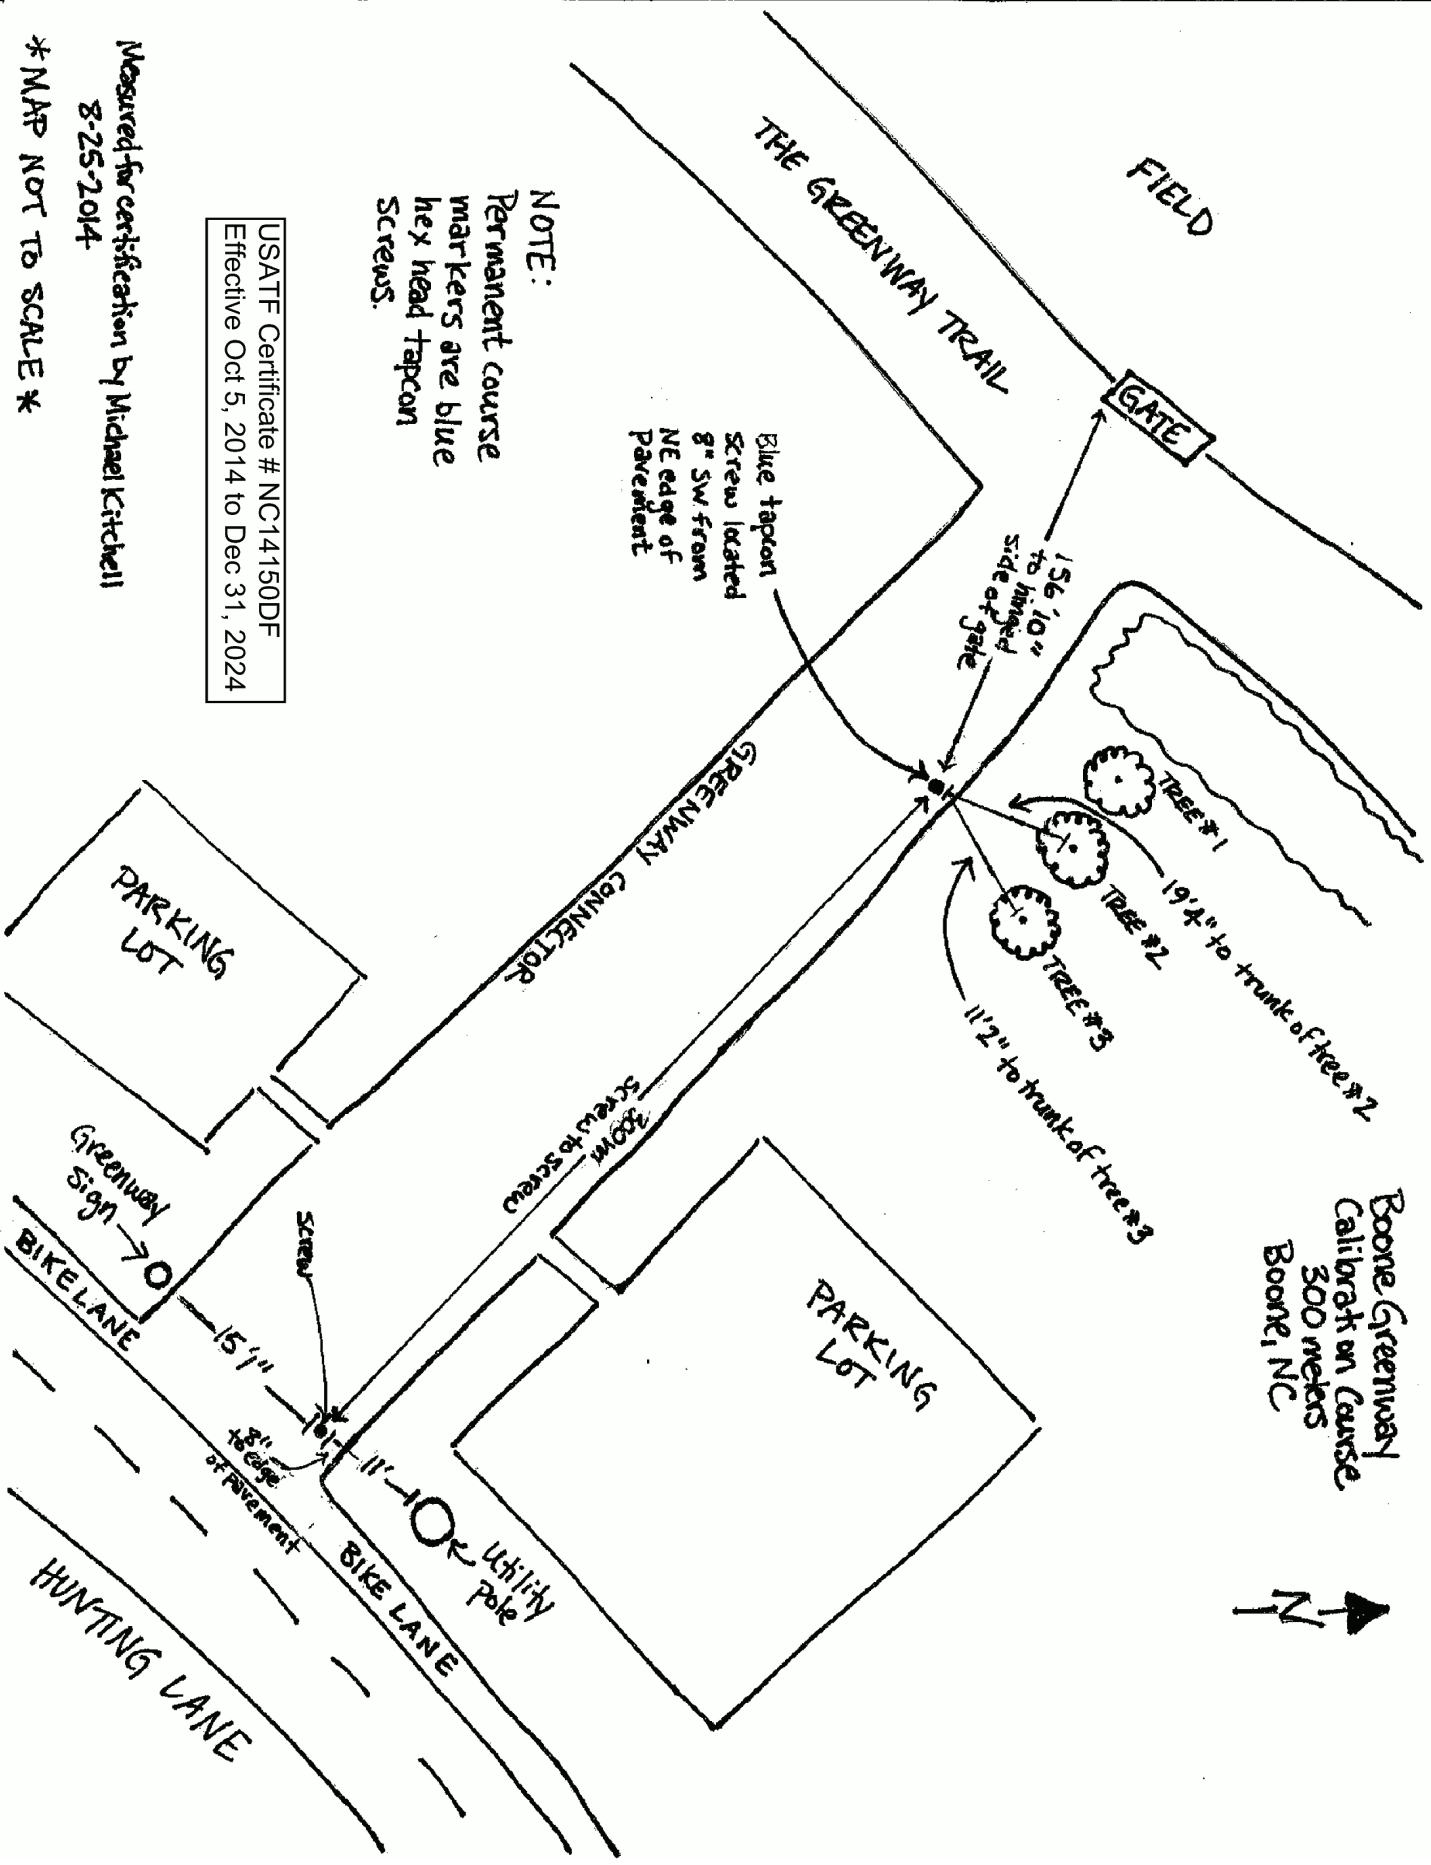 Boone Greenway
Calibration Course
300 meters
Boone, NC
N
FIELD
THE GREENWAY TRAIL
GATE
156'10"
to hinged
side of gate
Blue tapcon
screw located
8" SW from
NE edge of
pavement
TREE #1
TREE #2
TREE #3
19'4" to trunk of tree #2
11'2" to trunk of tree #3
NOTE:
Permanent course
markers are blue
hex head tapcon
screws.
GREENWAY CONNECTOR
300m
screw to screw
PARKING
LOT
PARKING
LOT
Greenway
sign
screw
15'1"
8"
to edge
of pavement
11'
Utility
pole
BIKE LANE
BIKE LANE
HUNTING LANE
USATF Certificate # NC14150DF
Effective Oct 5, 2014 to Dec 31, 2024
Measured for certification by Michael Kitchell
8-25-2014
*MAP NOT TO SCALE*